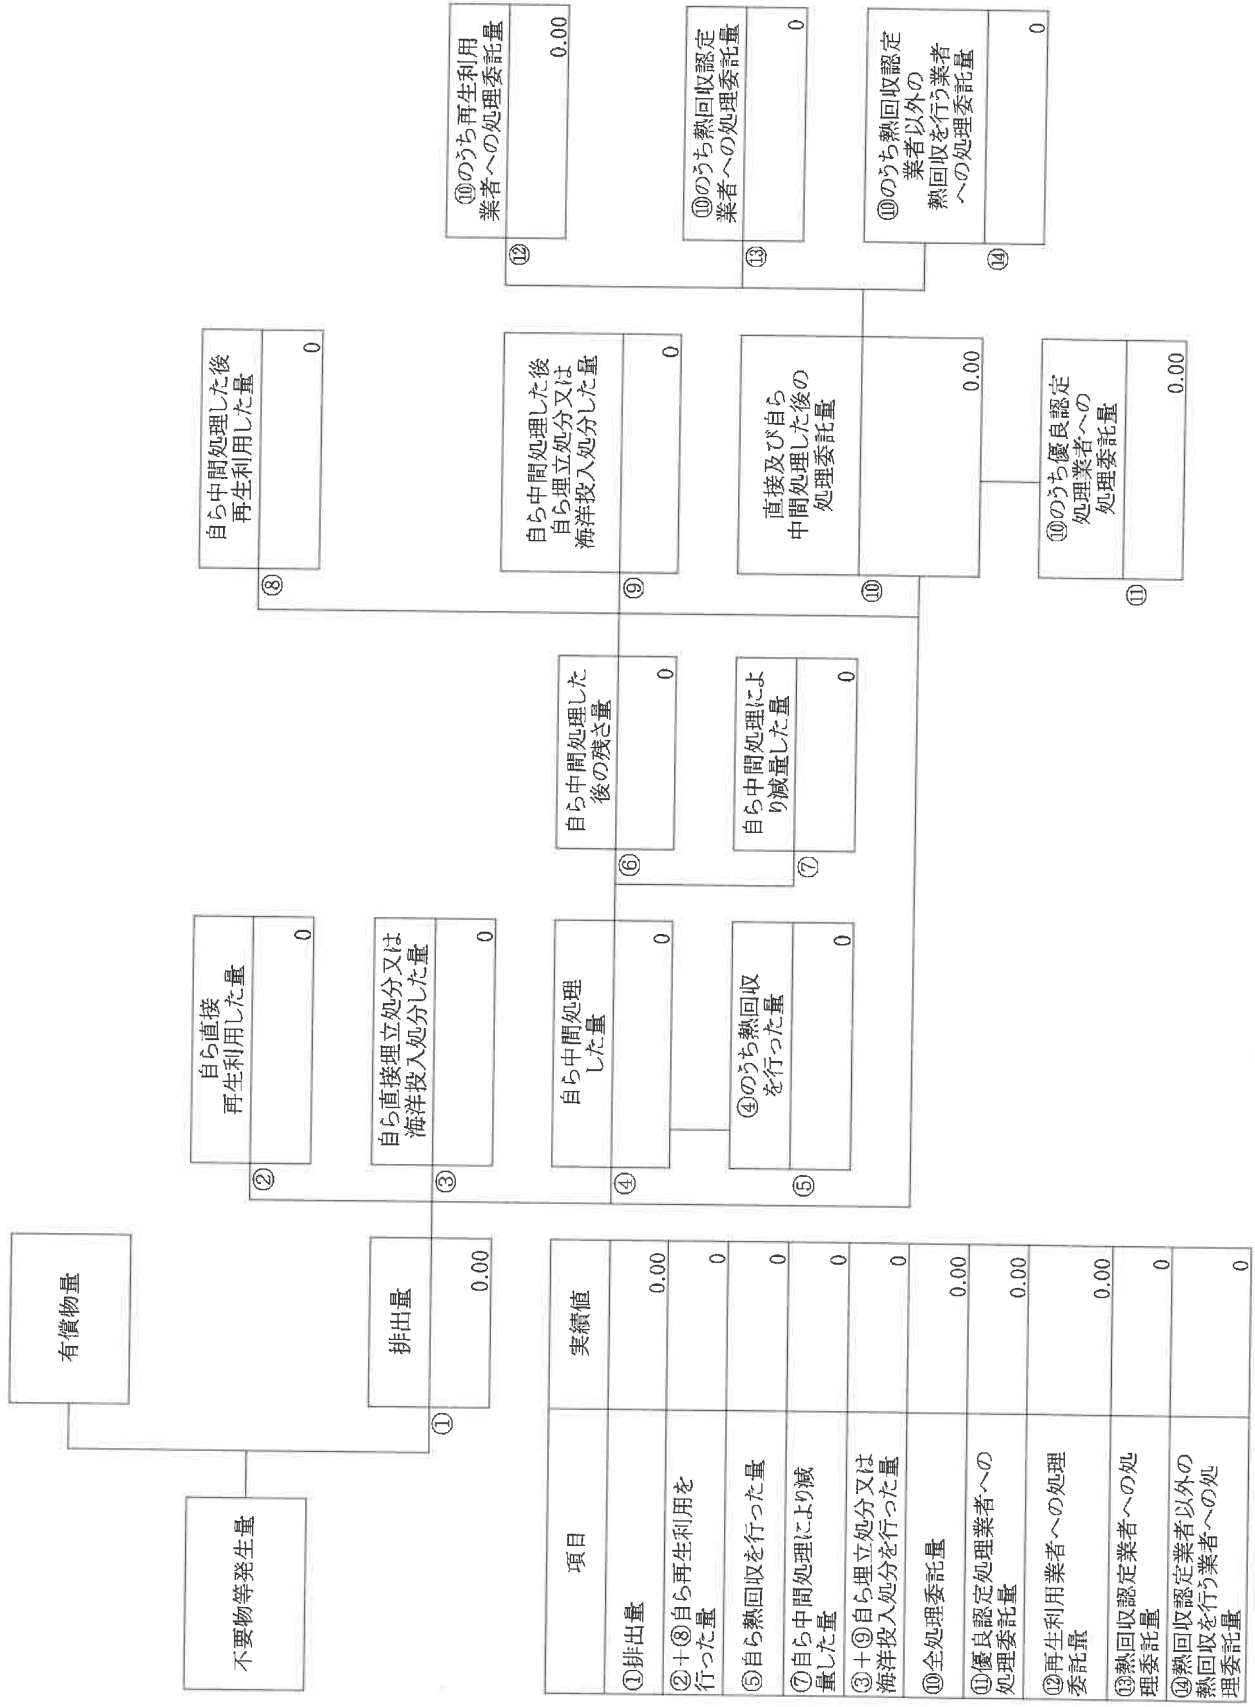 不要物等発生量
有償物量
排出量
①
0.00
自ら直接
再生利用した量
②
0
自ら直接埋立処分又は
海洋投入処分した量
③
0
自ら中間処理
した量
④
0
④のうち熱回収
を行った量
⑤
0
自ら中間処理した
後の残さ量
⑥
0
自ら中間処理によ
り減量した量
⑦
0
自ら中間処理した後
再生利用した量
⑧
0
自ら中間処理した後
自ら埋立処分又は
海洋投入処分した量
⑨
0
直接及び自ら
中間処理した後の
処理委託量
⑩
0.00
⑩のうち優良認定
処理業者への
処理委託量
⑪
0.00
⑩のうち再生利用
業者への処理委託量
⑫
0.00
⑩のうち熱回収認定
業者への処理委託量
⑬
0
⑩のうち熱回収認定
業者以外の
熱回収を行う業者
への処理委託量
⑭
0
項目 実績値
①排出量 0.00
②+⑧自ら再生利用を
行った量 0
⑤自ら熱回収を行った量 0
⑦自ら中間処理により減
量した量 0
③+⑨自ら埋立処分又は
海洋投入処分を行った量 0
⑩全処理委託量 0.00
⑪優良認定処理業者への
処理委託量 0.00
⑫再生利用業者への処理
委託量 0.00
⑬熱回収認定業者への処
理委託量 0
⑭熱回収認定業者以外の
熱回収を行う業者への処
理委託量 0